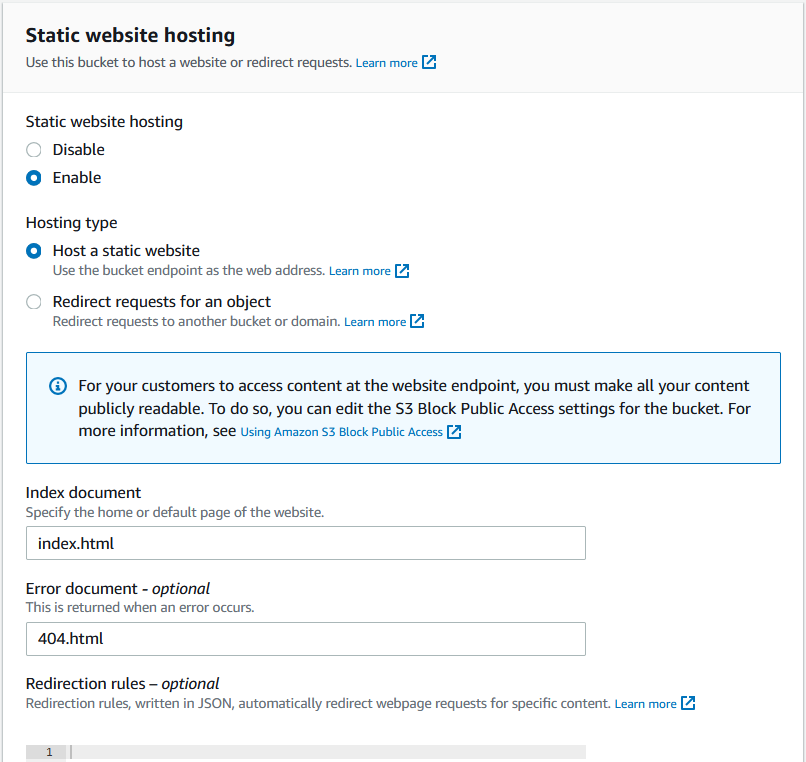 Static website hosting
Use this bucket to host a website or redirect requests. Learn more
Static website hosting
Disable
Enable
Hosting type
Host a static website
Use the bucket endpoint as the web address. Learn more
Redirect requests for an object
Redirect requests to another bucket or domain. Learn more
For your customers to access content at the website endpoint, you must make all your content
publicly readable. To do so, you can edit the S3 Block Public Access settings for the bucket. For
more information, see Using Amazon S3 Block Public Access
Index document
Specify the home or default page of the website.
index.html
Error document - optional
This is returned when an error occurs.
404.html
Redirection rules – optional
Redirection rules, written in JSON, automatically redirect webpage requests for specific content. Learn more
1